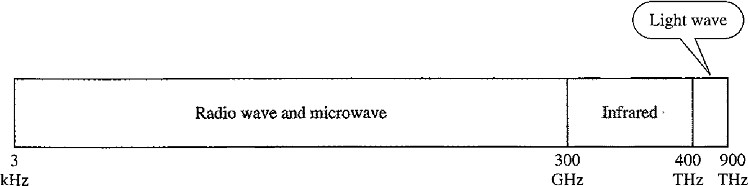 Light wave
Radio wave and microwave
Infrared
3 300 400 900
kHz GHz THz THz